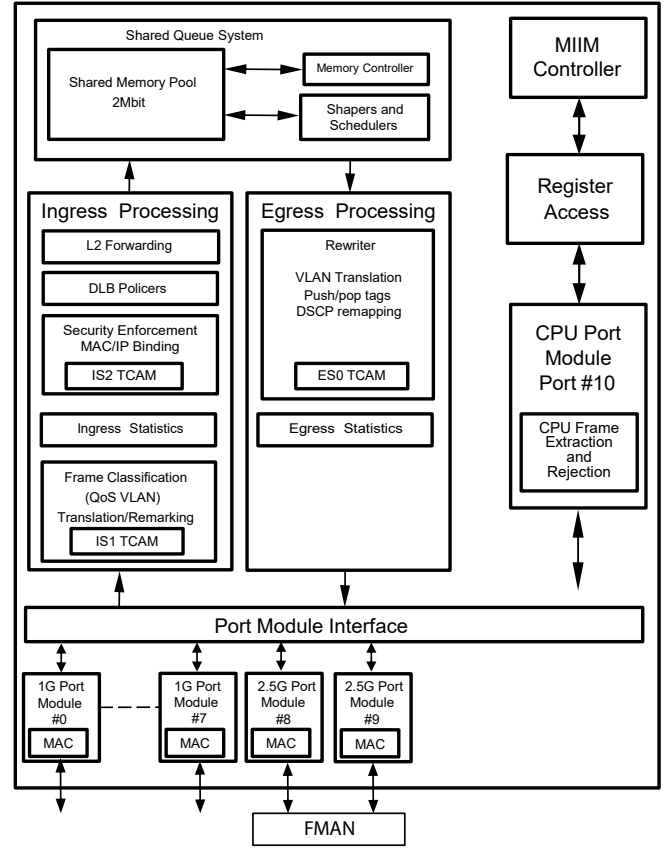 Shared Queue System
Shared Memory Pool
2Mbit
Memory Controller
Shapers and
Schedulers
MIIM
Controller
Register
Access
CPU Port
Module
Port #10
CPU Frame
Extraction
and
Rejection
Ingress Processing
L2 Forwarding
DLB Policers
Security Enforcement
MAC/IP Binding
IS2 TCAM
Ingress Statistics
Frame Classification
(QoS VLAN)
Translation/Remarking
IS1 TCAM
Egress Processing
Rewriter
VLAN Translation
Push/pop tags
DSCP remapping
ES0 TCAM
Egress Statistics
Port Module Interface
1G Port
Module
#0
MAC
1G Port
Module
#7
MAC
2.5G Port
Module
#8
MAC
2.5G Port
Module
#9
MAC
FMAN